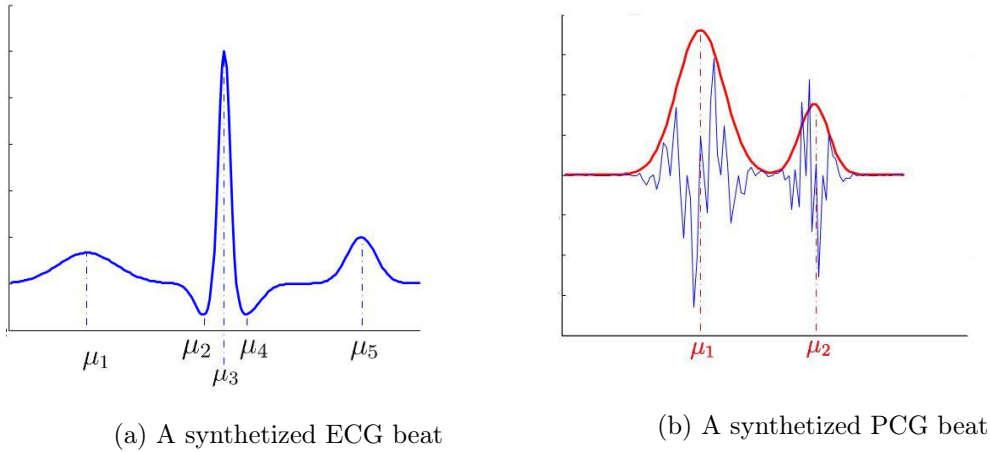 μ₁
μ₂
μ₃
μ₄
μ₅
(a) A synthetized ECG beat
μ₁
μ₂
(b) A synthetized PCG beat